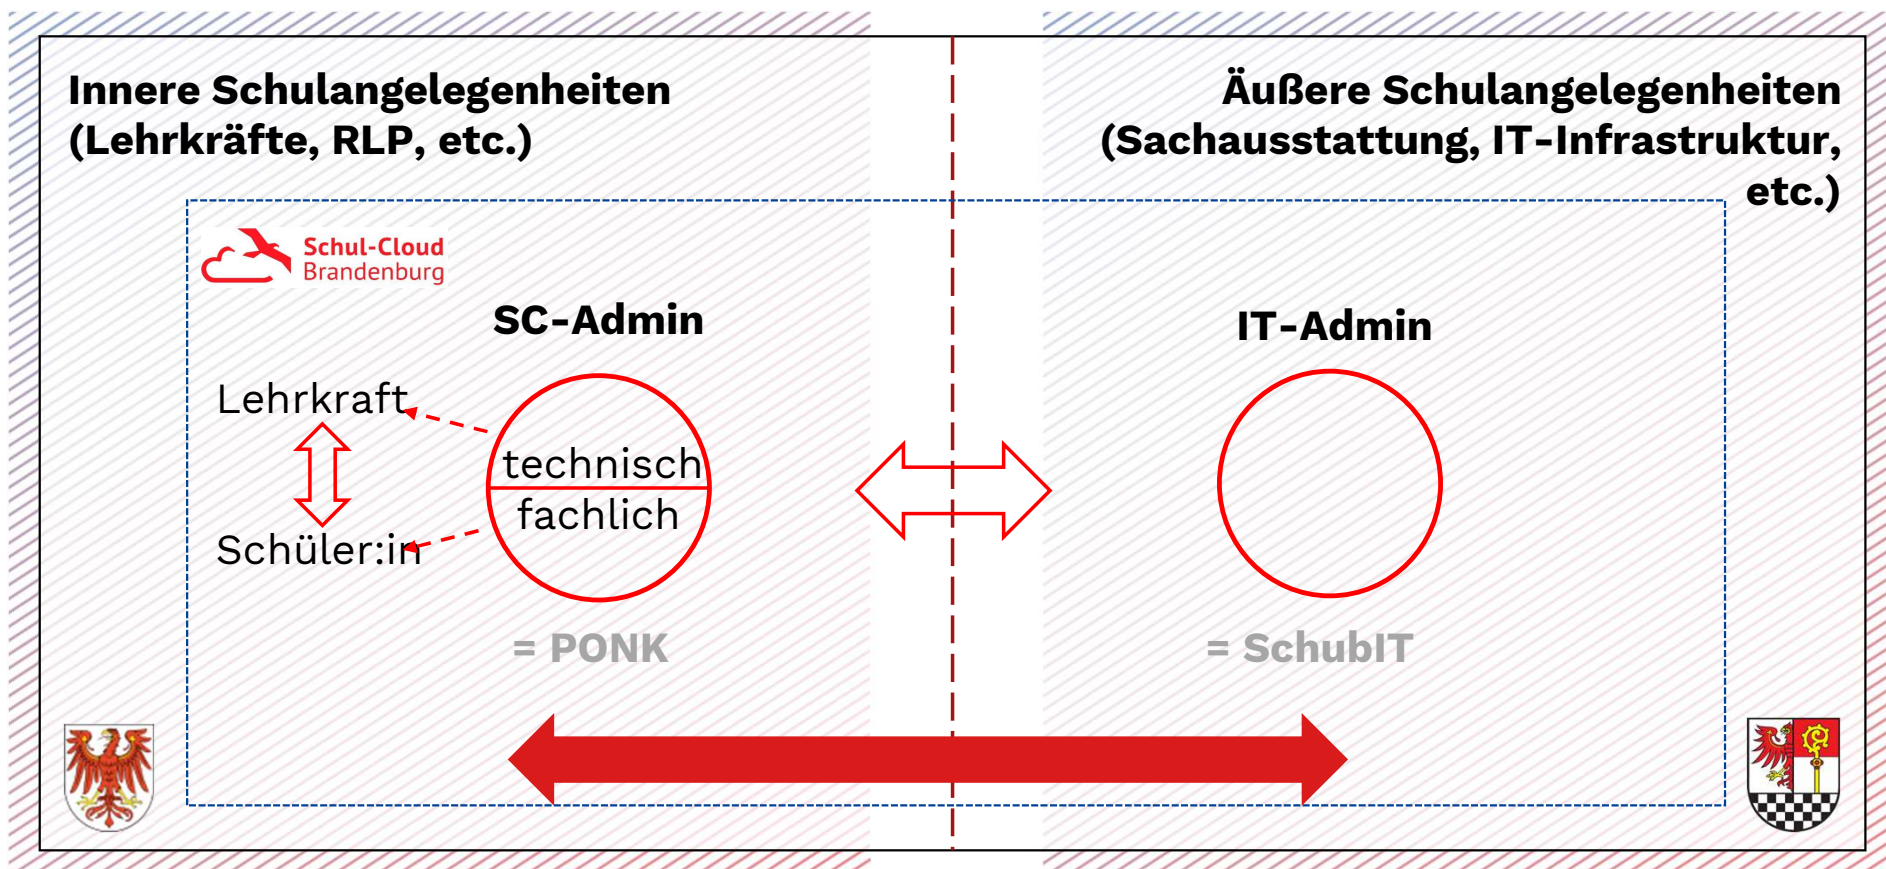 Innere Schulangelegenheiten
(Lehrkräfte, RLP, etc.)
Äußere Schulangelegenheiten
(Sachausstattung, IT-Infrastruktur,
etc.)
Schul-Cloud
Brandenburg
SC-Admin
IT-Admin
Lehrkraft
technisch
fachlich
Schüler:in
= PONK
= SchubIT